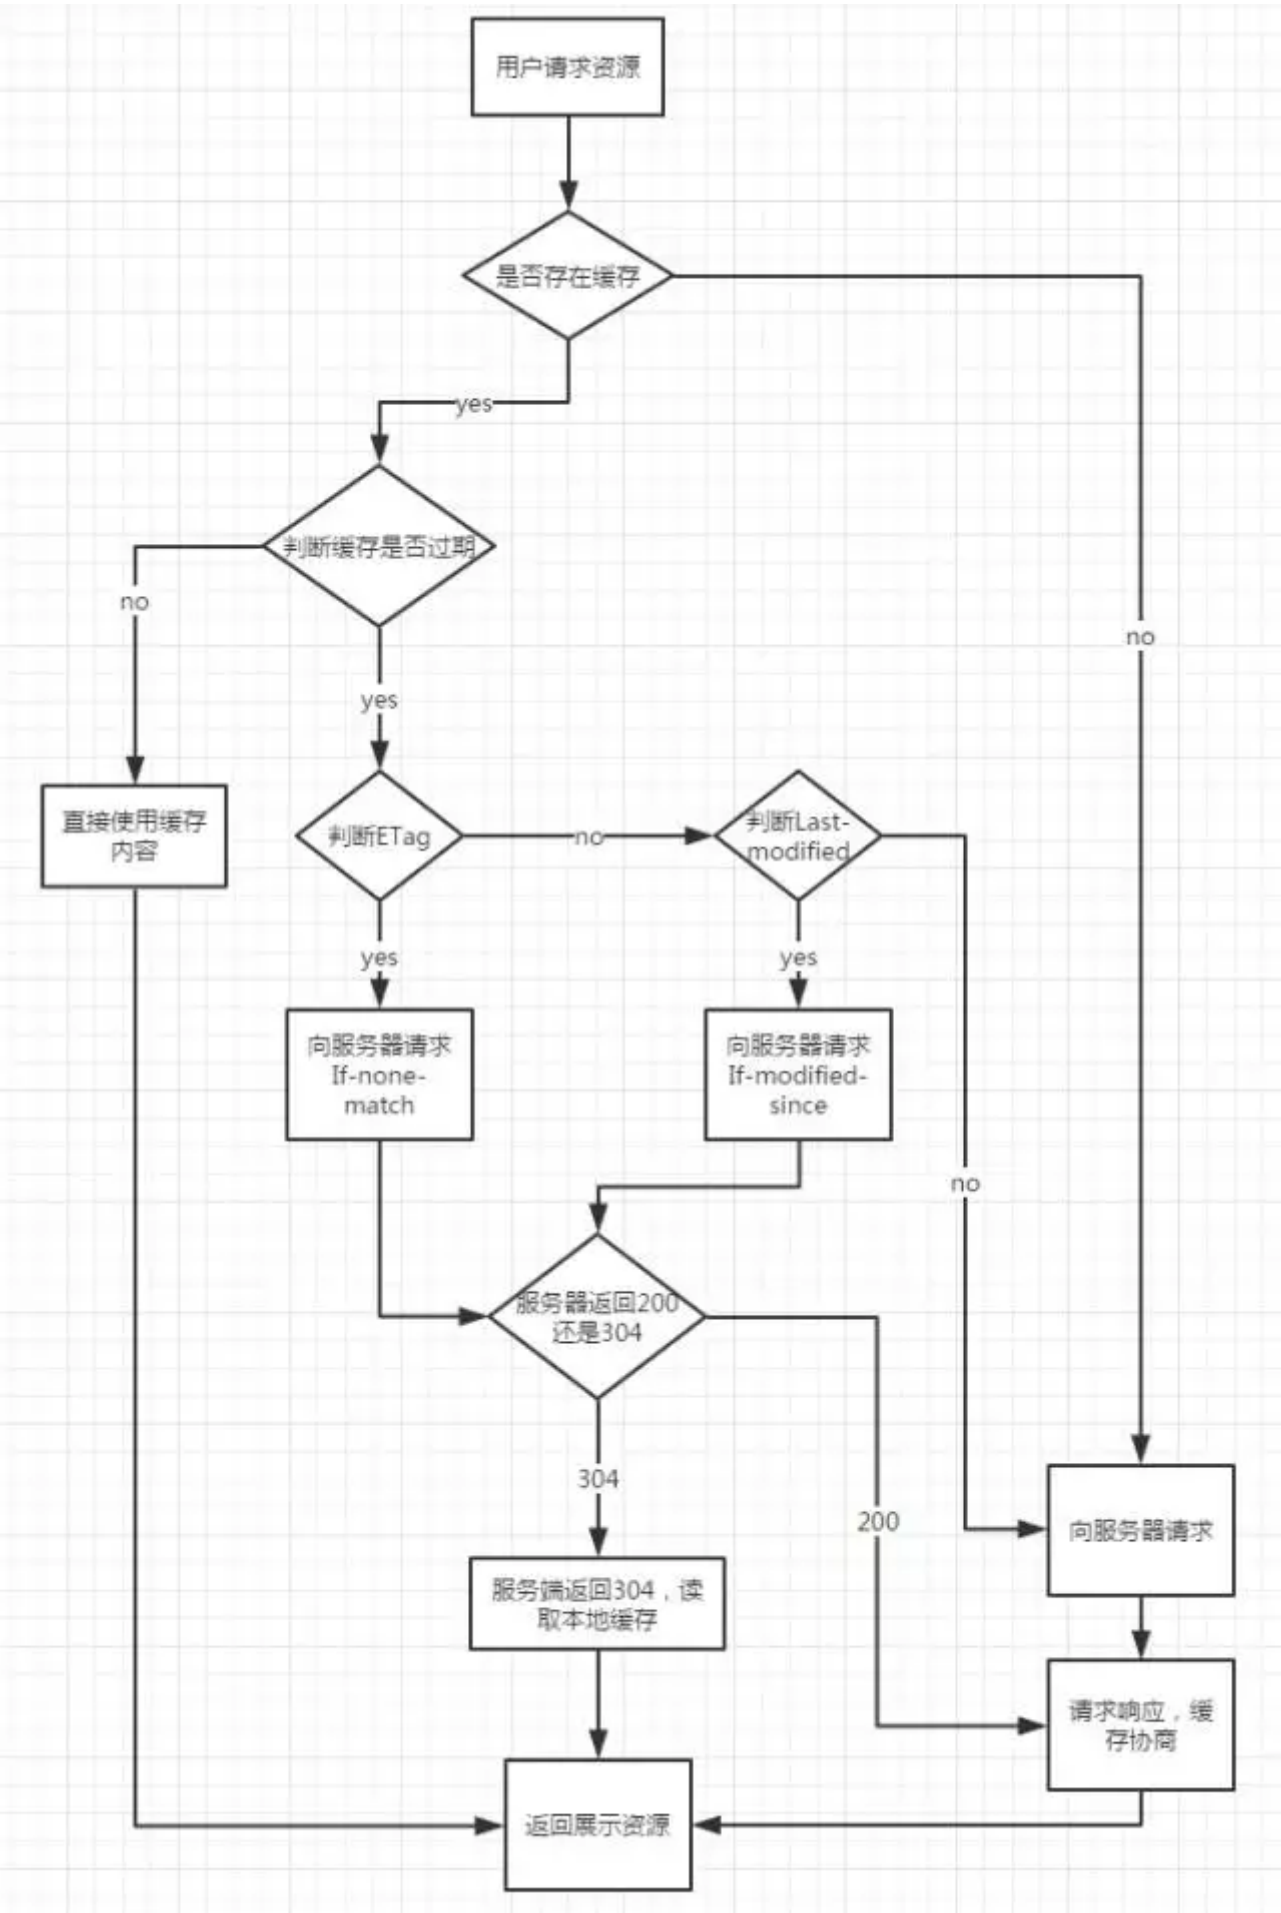 用户请求资源
是否存在缓存
yes
判断缓存是否过期
no
no
yes
直接使用缓存
内容
判断ETag
no
判断Last-
modified
yes
yes
向服务器请求
If-none-
match
向服务器请求
If-modified-
since
no
服务器返回200
还是304
304
200
向服务器请求
服务端返回304，读
取本地缓存
请求响应，缓
存协商
返回展示资源